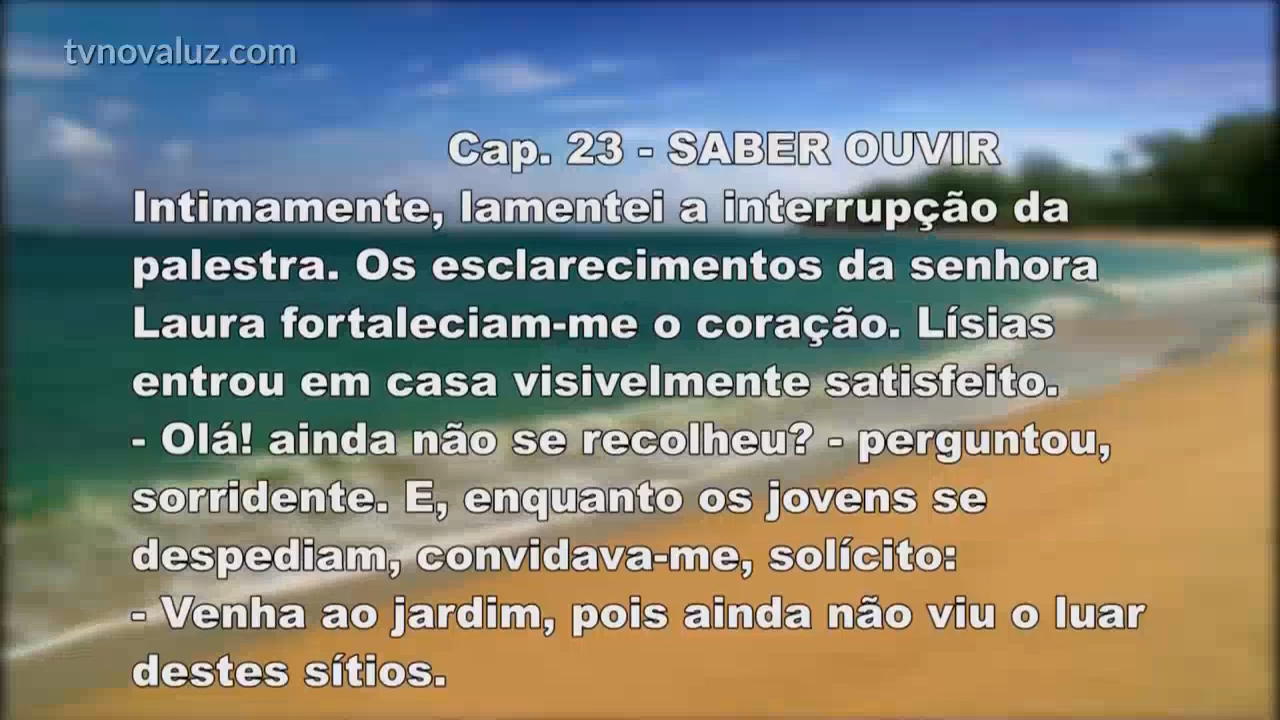 tvnovaluz.com
Cap. 23 - SABER OUVIR
Intimamente, lamentei a interrupção da
palestra. Os esclarecimentos da senhora
Laura fortaleciam-me o coração. Lísias
entrou em casa visivelmente satisfeito.
- Olá! ainda não se recolheu? - perguntou,
sorridente. E, enquanto os jovens se
despediam, convidava-me, solícito:
- Venha ao jardim, pois ainda não viu o luar
destes sítios.